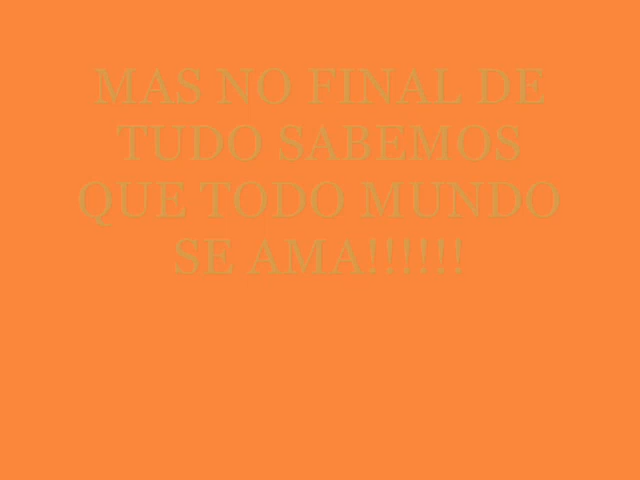 MAS NO FINAL DE
TUDO SABEMOS
QUE TODO MUNDO
SE AMA!!!!!!